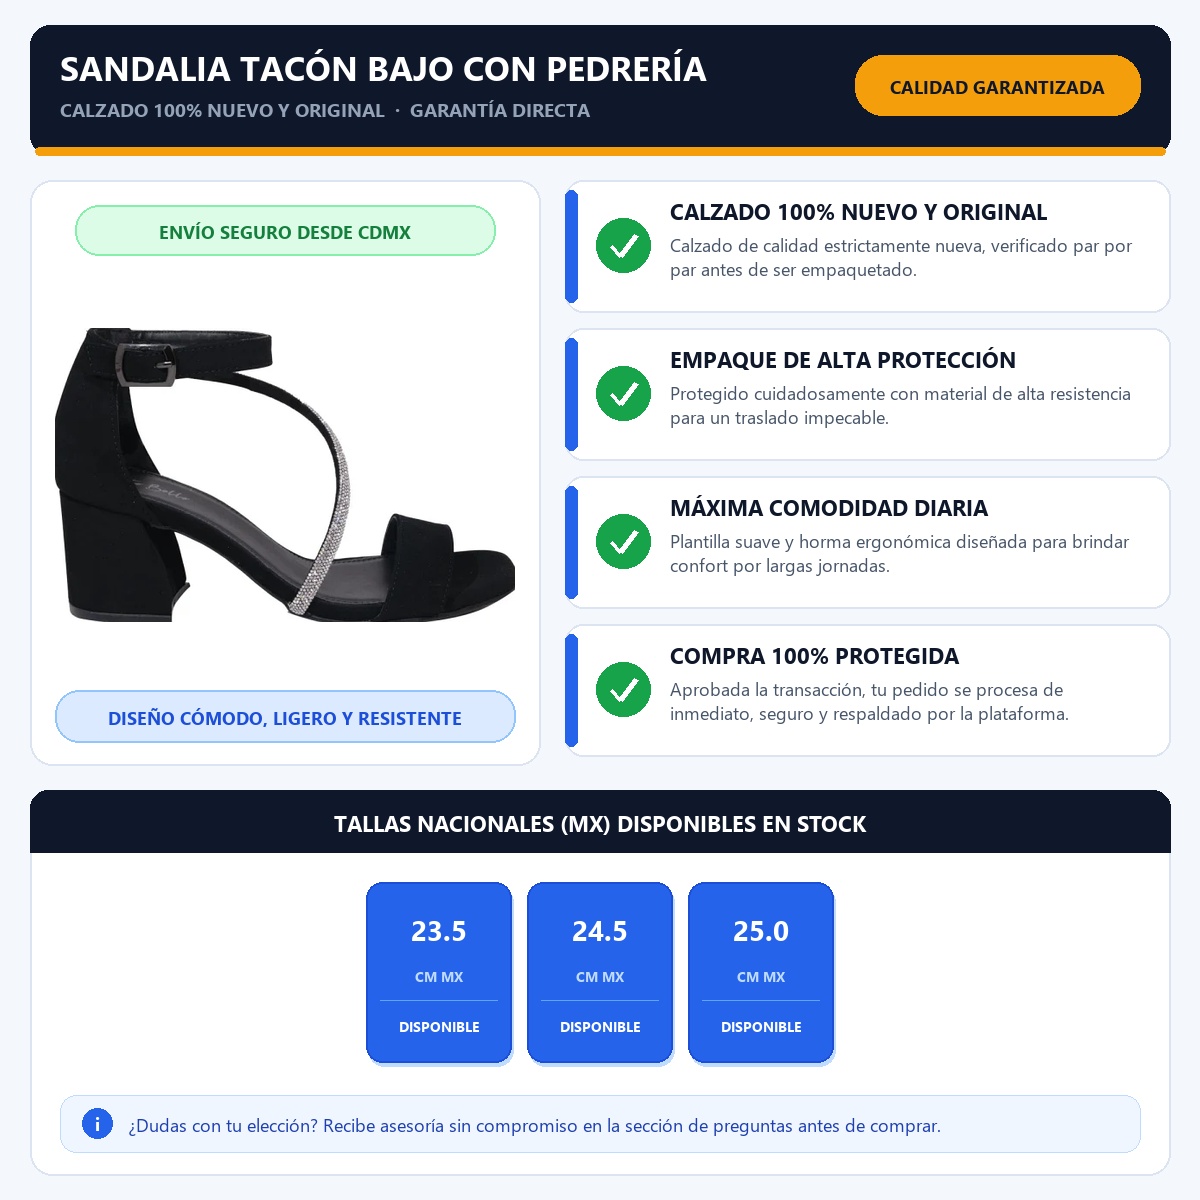 SANDALIA TACÓN BAJO CON PEDRERÍA
CALZADO 100% NUEVO Y ORIGINAL · GARANTÍA DIRECTA
CALIDAD GARANTIZADA
ENVÍO SEGURO DESDE CDMX
DISEÑO CÓMODO, LIGERO Y RESISTENTE
CALZADO 100% NUEVO Y ORIGINAL
Calzado de calidad estrictamente nueva, verificado par por
par antes de ser empaquetado.
EMPAQUE DE ALTA PROTECCIÓN
Protegido cuidadosamente con material de alta resistencia
para un traslado impecable.
MÁXIMA COMODIDAD DIARIA
Plantilla suave y horma ergonómica diseñada para brindar
confort por largas jornadas.
COMPRA 100% PROTEGIDA
Aprobada la transacción, tu pedido se procesa de
inmediato, seguro y respaldado por la plataforma.
TALLAS NACIONALES (MX) DISPONIBLES EN STOCK
23.5
CM MX
DISPONIBLE
24.5
CM MX
DISPONIBLE
25.0
CM MX
DISPONIBLE
¿Dudas con tu elección? Recibe asesoría sin compromiso en la sección de preguntas antes de comprar.